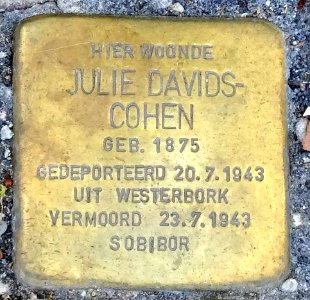 HIER WOONDE
JULIE DAVIDS-
COHEN
GEB. 1875
GEDEPORTEERD 20.7.1943
UIT WESTERBORK
VERMOORD 23.7.1943
SOBIBOR